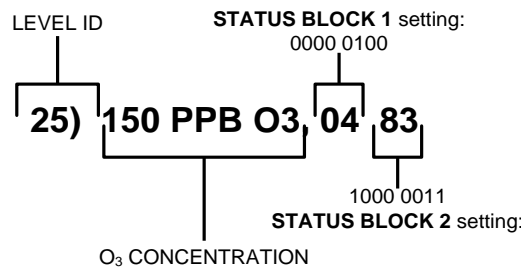 LEVEL ID
STATUS BLOCK 1 setting:
0000 0100
25) 150 PPB O3, 04 83
1000 0011
STATUS BLOCK 2 setting:
O₃ CONCENTRATION